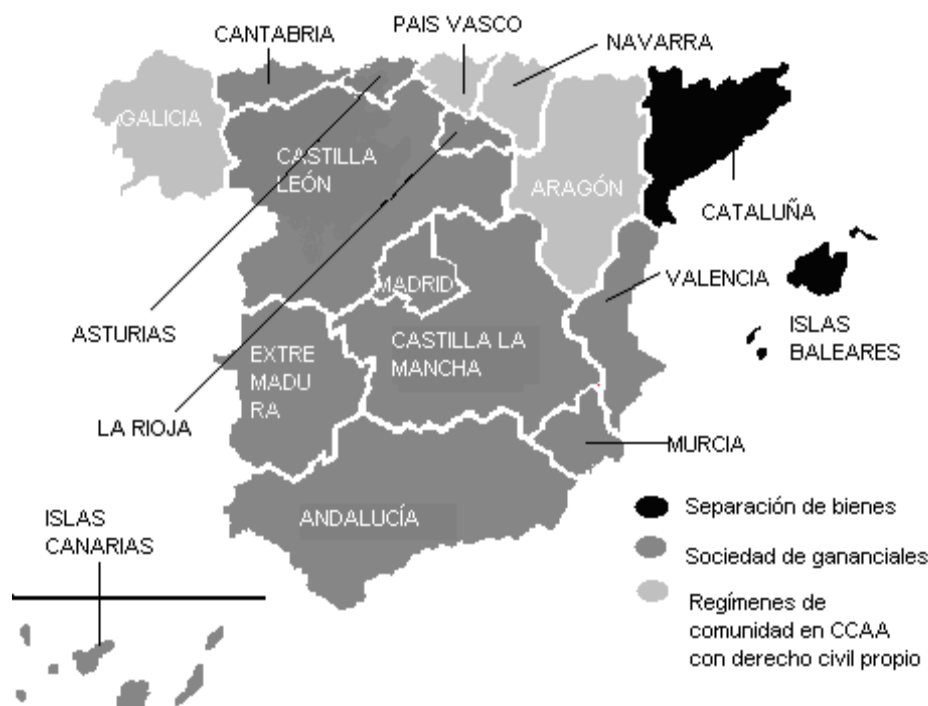 CANTABRIA
PAIS VASCO
NAVARRA
GALICIA
CASTILLA
LEÓN
ARAGÓN
CATALUÑA
MADRID
VALENCIA
ASTURIAS
EXTRE
MADU
RA
CASTILLA LA
MANCHA
ISLAS
BALEARES
LA RIOJA
MURCIA
ANDALUCÍA
ISLAS
CANARIAS
Separación de bienes
Sociedad de gananciales
Regímenes de
comunidad en CCAA
con derecho civil propio